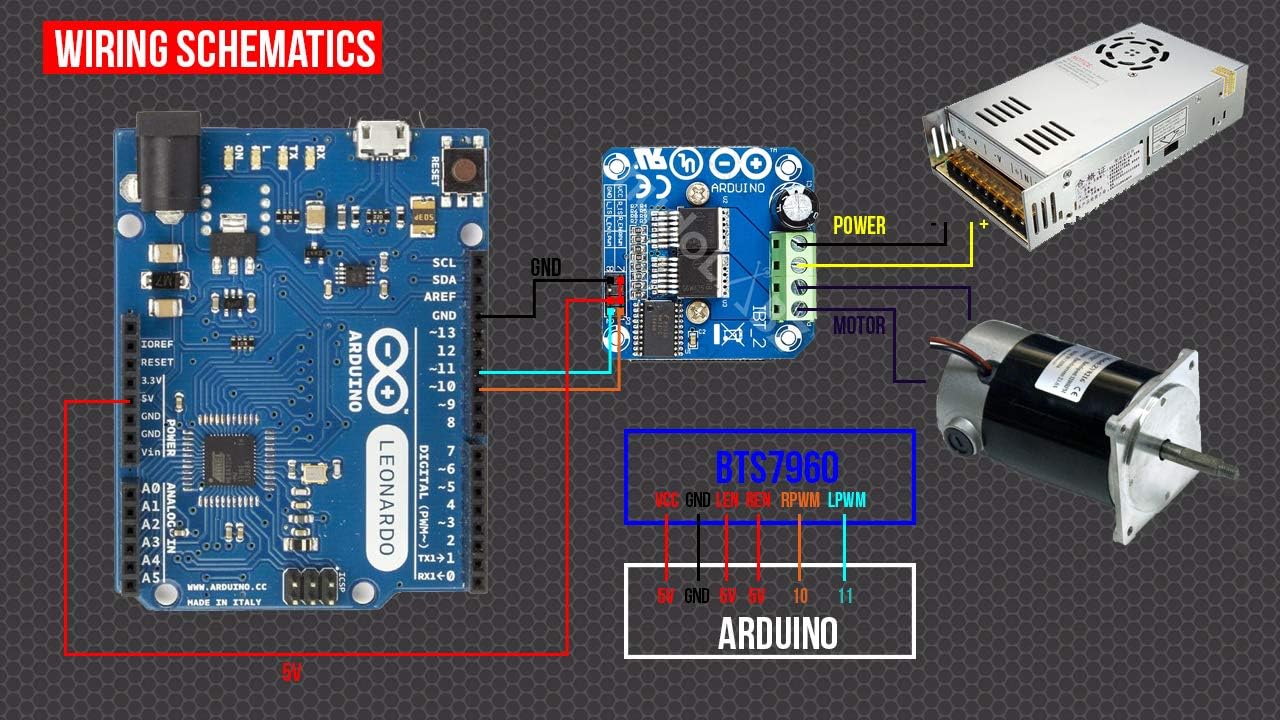 WIRING SCHEMATICS
ON
L
TX
RX
RESET
SCL
SDA
AREF
GND
~13
12
~11
~10
~9
8
IOREF
RESET
3.3V
5V
GND
GND
Vin
POWER
ARDUINO
LEONARDO
7
~6
~5
4
~3
2
TX1→1
RX1←0
DIGITAL (PWM~)
A0
A1
A2
A3
A4
A5
ANALOG IN
WWW.ARDUINO.CC
MADE IN ITALY
ICSP
5V
GND
ARDUINO
IBT_2
POWER
- +
MOTOR
BTS7960
VCC GND LEN REN RPWM LPWM
5V GND 5V 5V 10 11
ARDUINO